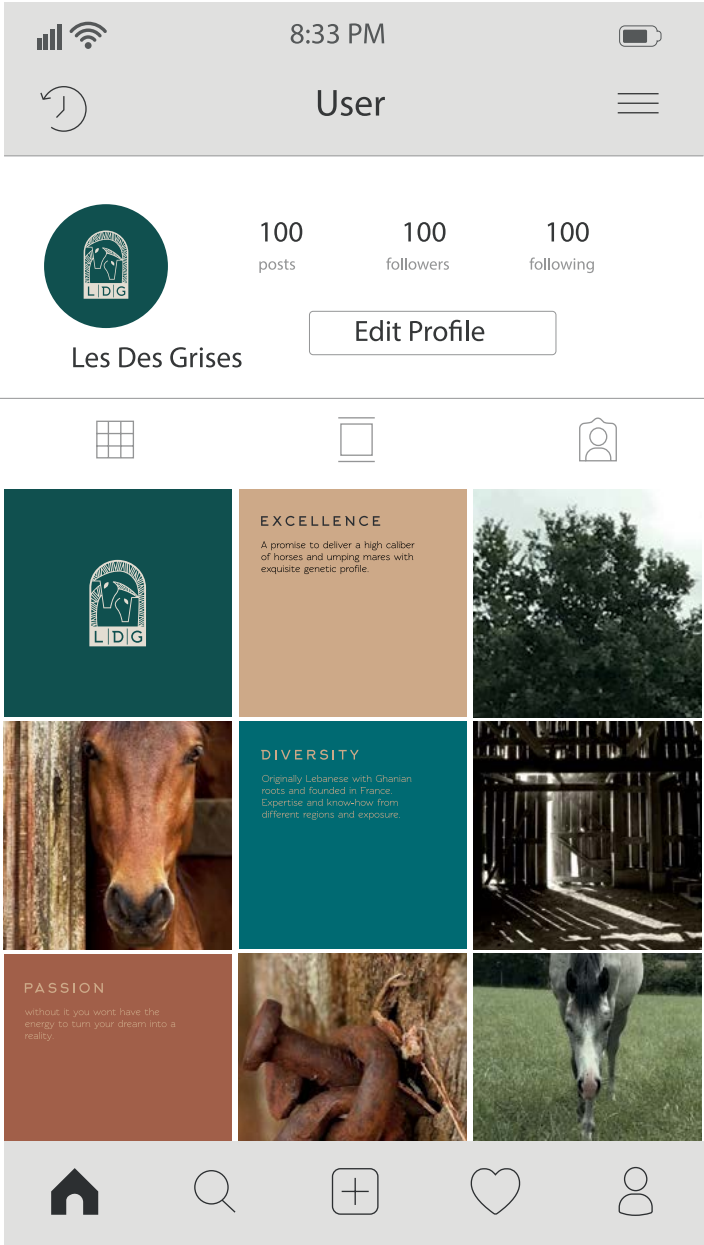 8:33 PM
User
100 100 100
posts followers following
L|D|G
Edit Profile
Les Des Grises
L|D|G
EXCELLENCE
A promise to deliver a high caliber
of horses and umping mares with
exquisite genetic profile.
DIVERSITY
Originally Lebanese with Ghanian
roots and founded in France.
Expertise and know-how from
different regions and exposure.
PASSION
without it you wont have the
energy to turn your dream into a
reality.